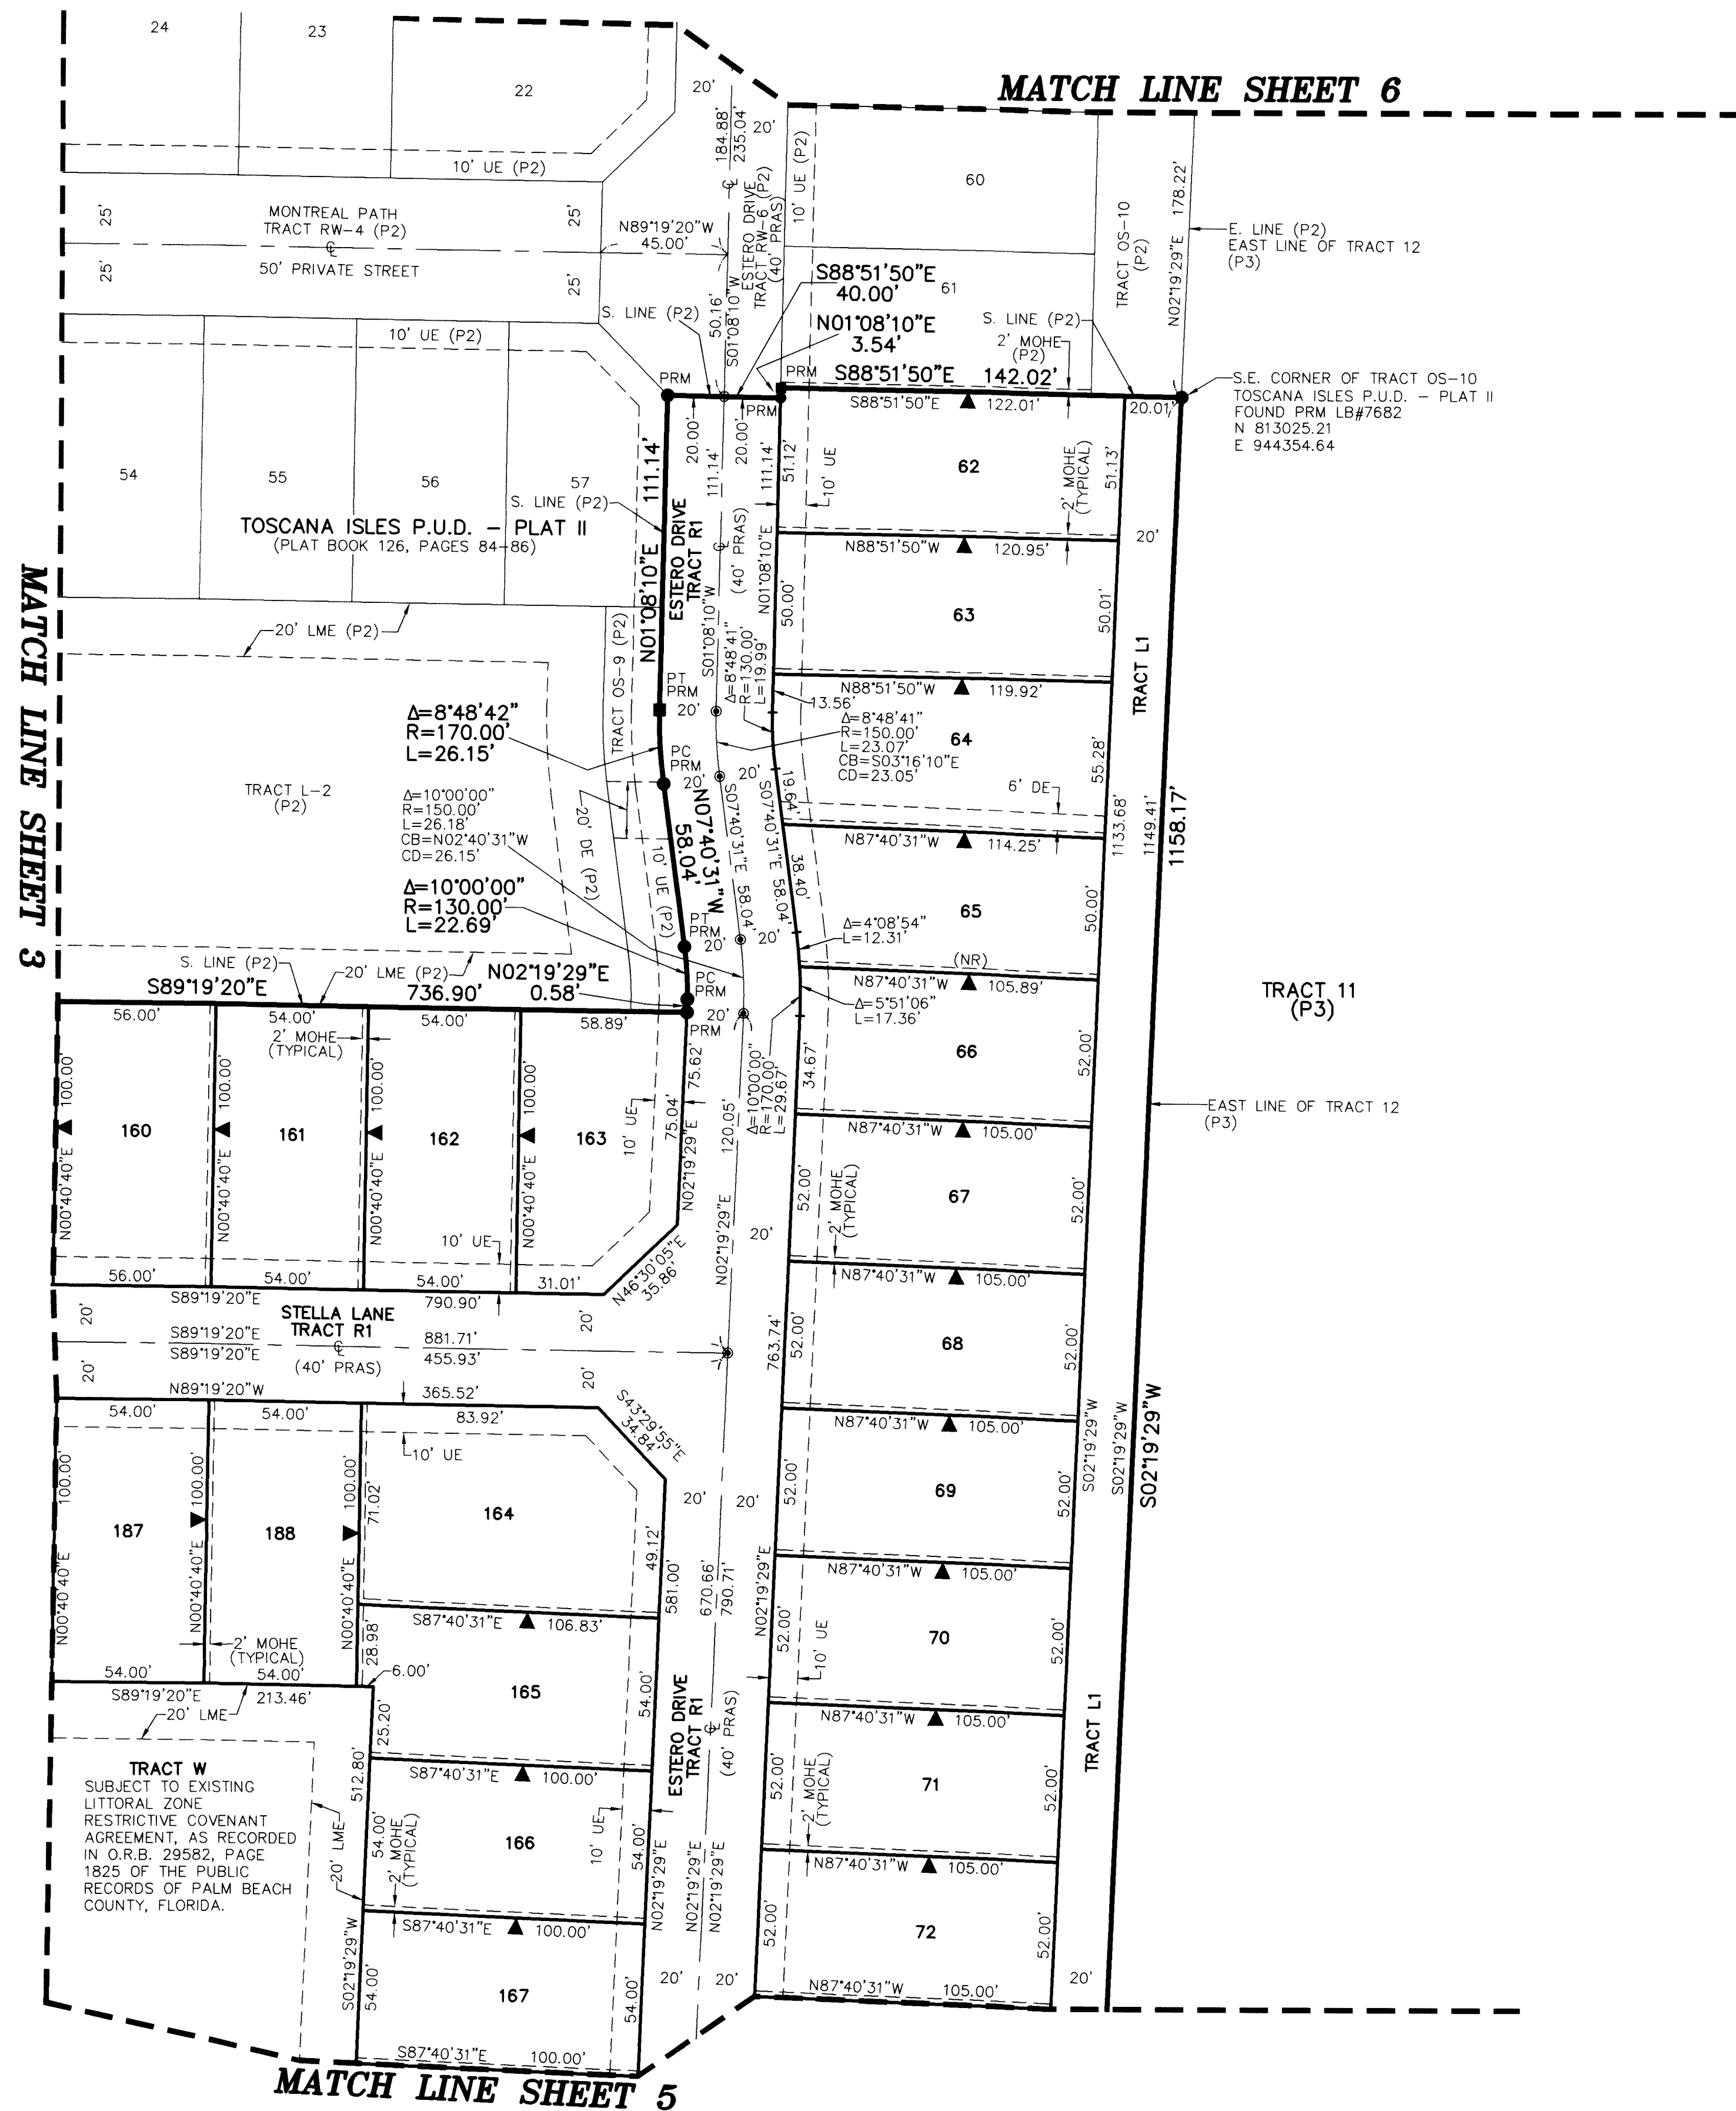 24
23
22
20'
MATCH LINE SHEET 6
184.88'
235.04'
20'
10' UE (P2)
ESTERO DRIVE
TRACT RW-6 (P2)
(40' PRAS)
10' UE (P2)
60
TRACT OS-10
(P2)
N02°19'29"E 178.22'
E. LINE (P2)
EAST LINE OF TRACT 12
(P3)
25'
MONTREAL PATH
TRACT RW-4 (P2)
℄
50' PRIVATE STREET
25'
25'
25'
N89°19'20"W
45.00'
50.16'
S01°08'10"W
S88°51'50"E
40.00'
61
N01°08'10"E
3.54'
S. LINE (P2)
S. LINE (P2)
2' MOHE
(P2)
10' UE (P2)
PRM
PRM
S88°51'50"E 142.02'
PRM
S88°51'50"E 122.01'
20.01'
S.E. CORNER OF TRACT OS-10
TOSCANA ISLES P.U.D. – PLAT II
FOUND PRM LB#7682
N 813025.21
E 944354.64
54
55
56
57
S. LINE (P2)
TOSCANA ISLES P.U.D. – PLAT II
(PLAT BOOK 126, PAGES 84–86)
N01°08'10"E 111.14'
20.00'
111.14'
20.00'
111.14'
51.12'
10' UE
62
2' MOHE
(TYPICAL)
51.13'
ESTERO DRIVE
TRACT R1
℄
(40' PRAS)
N01°08'10"E
S01°08'10"W
N88°51'50"W 120.95'
20'
50.00'
63
50.01'
TRACT L1
20' LME (P2)
TRACT OS-9 (P2)
Δ=8°48'41"
R=130.00'
L=19.99'
N88°51'50"W 119.92'
13.56'
PT
PRM
20'
Δ=8°48'42"
R=170.00'
L=26.15'
Δ=8°48'41"
R=150.00'
L=23.07'
CB=S03°16'10"E
CD=23.05'
64
55.28'
PC
PRM
20'
20'
19.64'
6' DE
TRACT L-2
(P2)
Δ=10°00'00"
R=150.00'
L=26.18'
CB=N02°40'31"W
CD=26.15'
20' DE (P2)
N07°40'31"W
58.04'
S07°40'31"E 58.04'
S07°40'31"E 58.04'
N87°40'31"W 114.25'
1133.68'
1149.41'
1158.17'
10' UE (P2)
38.40'
65
50.00'
Δ=10°00'00"
R=130.00'
L=22.69'
PT
PRM
20'
20'
Δ=4°08'54"
L=12.31'
(NR)
N87°40'31"W 105.89'
MATCH LINE SHEET 3
S. LINE (P2)
20' LME (P2)
S89°19'20"E 736.90'
N02°19'29"E
0.58'
PC
PRM
20'
PRM
Δ=5°51'06"
L=17.36'
TRACT 11
(P3)
56.00'
54.00'
54.00'
58.89'
2' MOHE
(TYPICAL)
75.62'
66
34.67'
52.00'
Δ=10°00'00"
R=170.00'
L=29.67'
N00°40'40"E 100.00'
160
N00°40'40"E 100.00'
161
N00°40'40"E 100.00'
162
N00°40'40"E 100.00'
163
10' UE
75.04'
N02°19'29"E
120.05'
N02°19'29"E
N87°40'31"W 105.00'
EAST LINE OF TRACT 12
(P3)
52.00'
2' MOHE
(TYPICAL)
67
52.00'
20'
10' UE
56.00'
54.00'
54.00'
31.01'
N46°30'05"E
35.86'
N87°40'31"W 105.00'
S89°19'20"E 790.90'
20'
STELLA LANE
TRACT R1
S89°19'20"E 881.71'
S89°19'20"E 455.93'
℄
(40' PRAS)
20'
20'
20'
763.74'
52.00'
68
52.00'
N89°19'20"W 365.52'
54.00'
54.00'
83.92'
10' UE
S43°29'55"E
34.84'
N87°40'31"W 105.00'
S02°19'29"W
S02°19'29"W
S02°19'29"W
20'
20'
52.00'
69
52.00'
N00°40'40"E 100.00'
187
N00°40'40"E 100.00'
188
N00°40'40"E 100.00'
71.02'
164
49.12'
581.00'
670.66'
790.71'
N02°19'29"E
N87°40'31"W 105.00'
S87°40'31"E 106.83'
52.00'
10' UE
70
52.00'
2' MOHE
(TYPICAL)
28.98'
54.00'
54.00'
6.00'
165
54.00'
S89°19'20"E 213.46'
20' LME
25.20'
ESTERO DRIVE
TRACT R1
℄
(40' PRAS)
N87°40'31"W 105.00'
TRACT L1
TRACT W
SUBJECT TO EXISTING
LITTORAL ZONE
RESTRICTIVE COVENANT
AGREEMENT, AS RECORDED
IN O.R.B. 29582, PAGE
1825 OF THE PUBLIC
RECORDS OF PALM BEACH
COUNTY, FLORIDA.
512.80'
S87°40'31"E 100.00'
52.00'
2' MOHE
(TYPICAL)
71
52.00'
20' LME
54.00'
2' MOHE
(TYPICAL)
166
10' UE
54.00'
N02°19'29"E
N02°19'29"E
N02°19'29"E
N87°40'31"W 105.00'
S87°40'31"E 100.00'
52.00'
72
52.00'
S02°19'29"W
54.00'
167
54.00'
20'
20'
N87°40'31"W 105.00'
20'
S87°40'31"E 100.00'
MATCH LINE SHEET 5